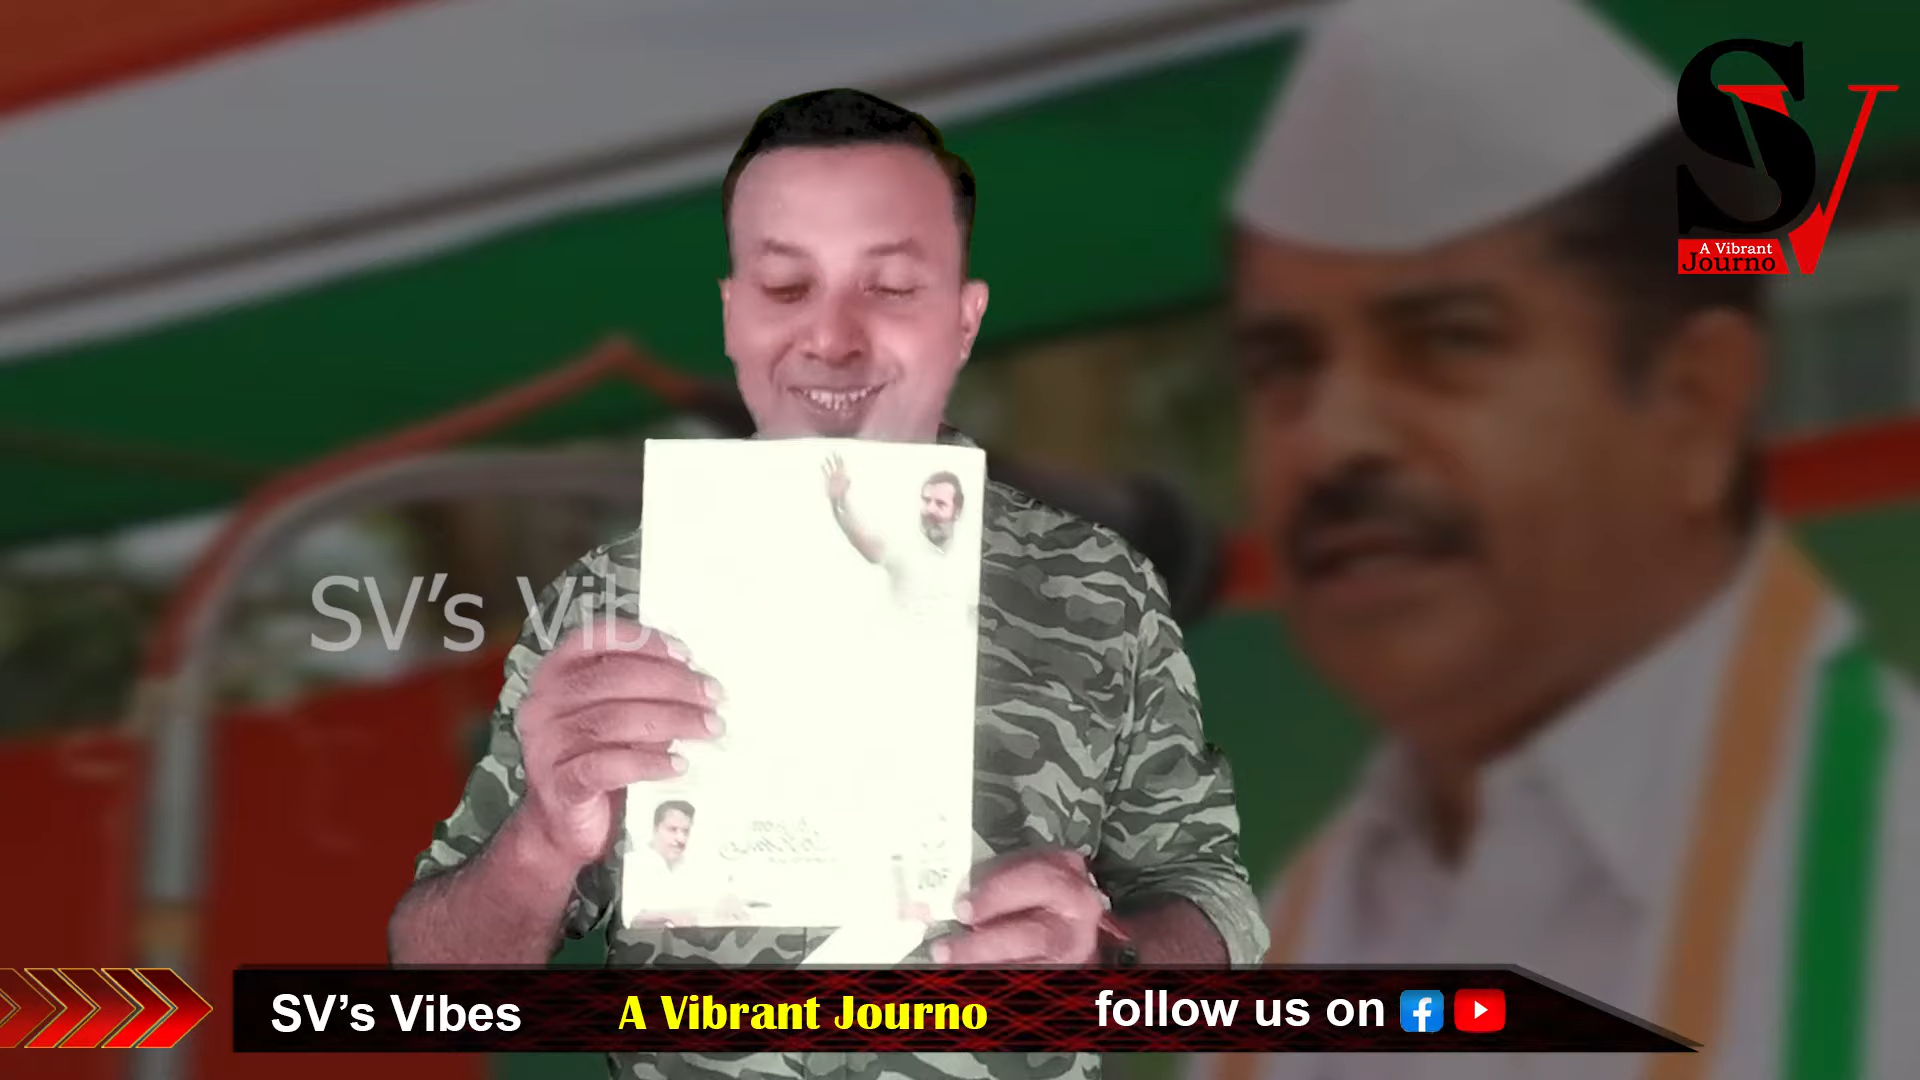 SV
A Vibrant
Journo
SV's Vib
SV's Vibes
A Vibrant Journo
follow us on